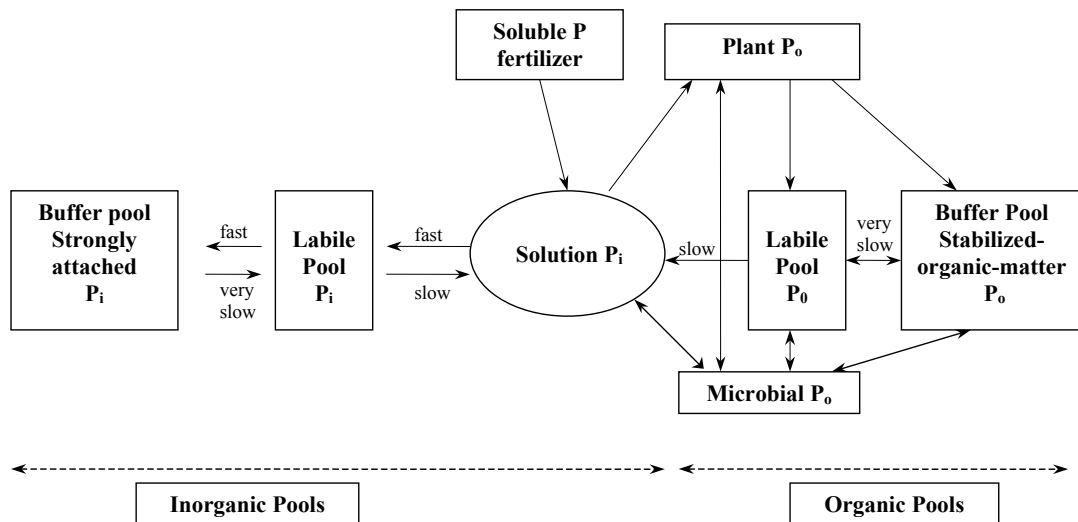 Soluble P
fertilizer
Plant Pₒ
Buffer pool
Strongly
attached
Pᵢ
fast
very
slow
Labile
Pool
Pᵢ
fast
slow
Solution Pᵢ
slow
Labile
Pool
P₀
very
slow
Buffer Pool
Stabilized-
organic-matter
Pₒ
Microbial Pₒ
Inorganic Pools
Organic Pools